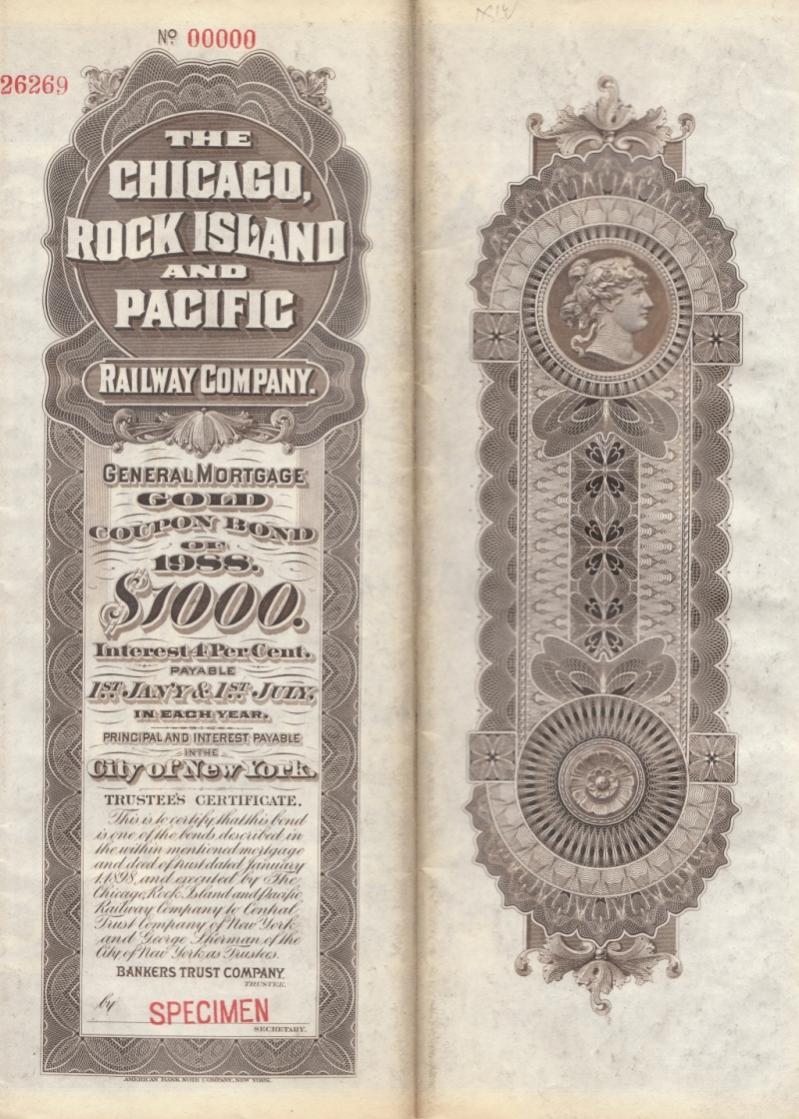 Nº 00000
26269
THE
CHICAGO,
ROCK ISLAND
AND
PACIFIC
RAILWAY COMPANY.
GENERAL MORTGAGE
GOLD
COUPON BOND
OF
1988.
$1000.
Interest 4 Per Cent.
PAYABLE
1ST JAN'Y & 1ST JULY,
IN EACH YEAR.
PRINCIPAL AND INTEREST PAYABLE
IN THE
City of New York.
TRUSTEE'S CERTIFICATE.
This is to certify that this bond
is one of the bonds described in
the within mentioned mortgage
and deed of trust dated January
1, 1898, and executed by The
Chicago, Rock Island and Pacific
Railway Company to Central
Trust Company of New York
and George Sherman of the
City of New York as Trustees.
BANKERS TRUST COMPANY,
TRUSTEE.
by SPECIMEN
SECRETARY.
AMERICAN BANK NOTE COMPANY, NEW YORK.